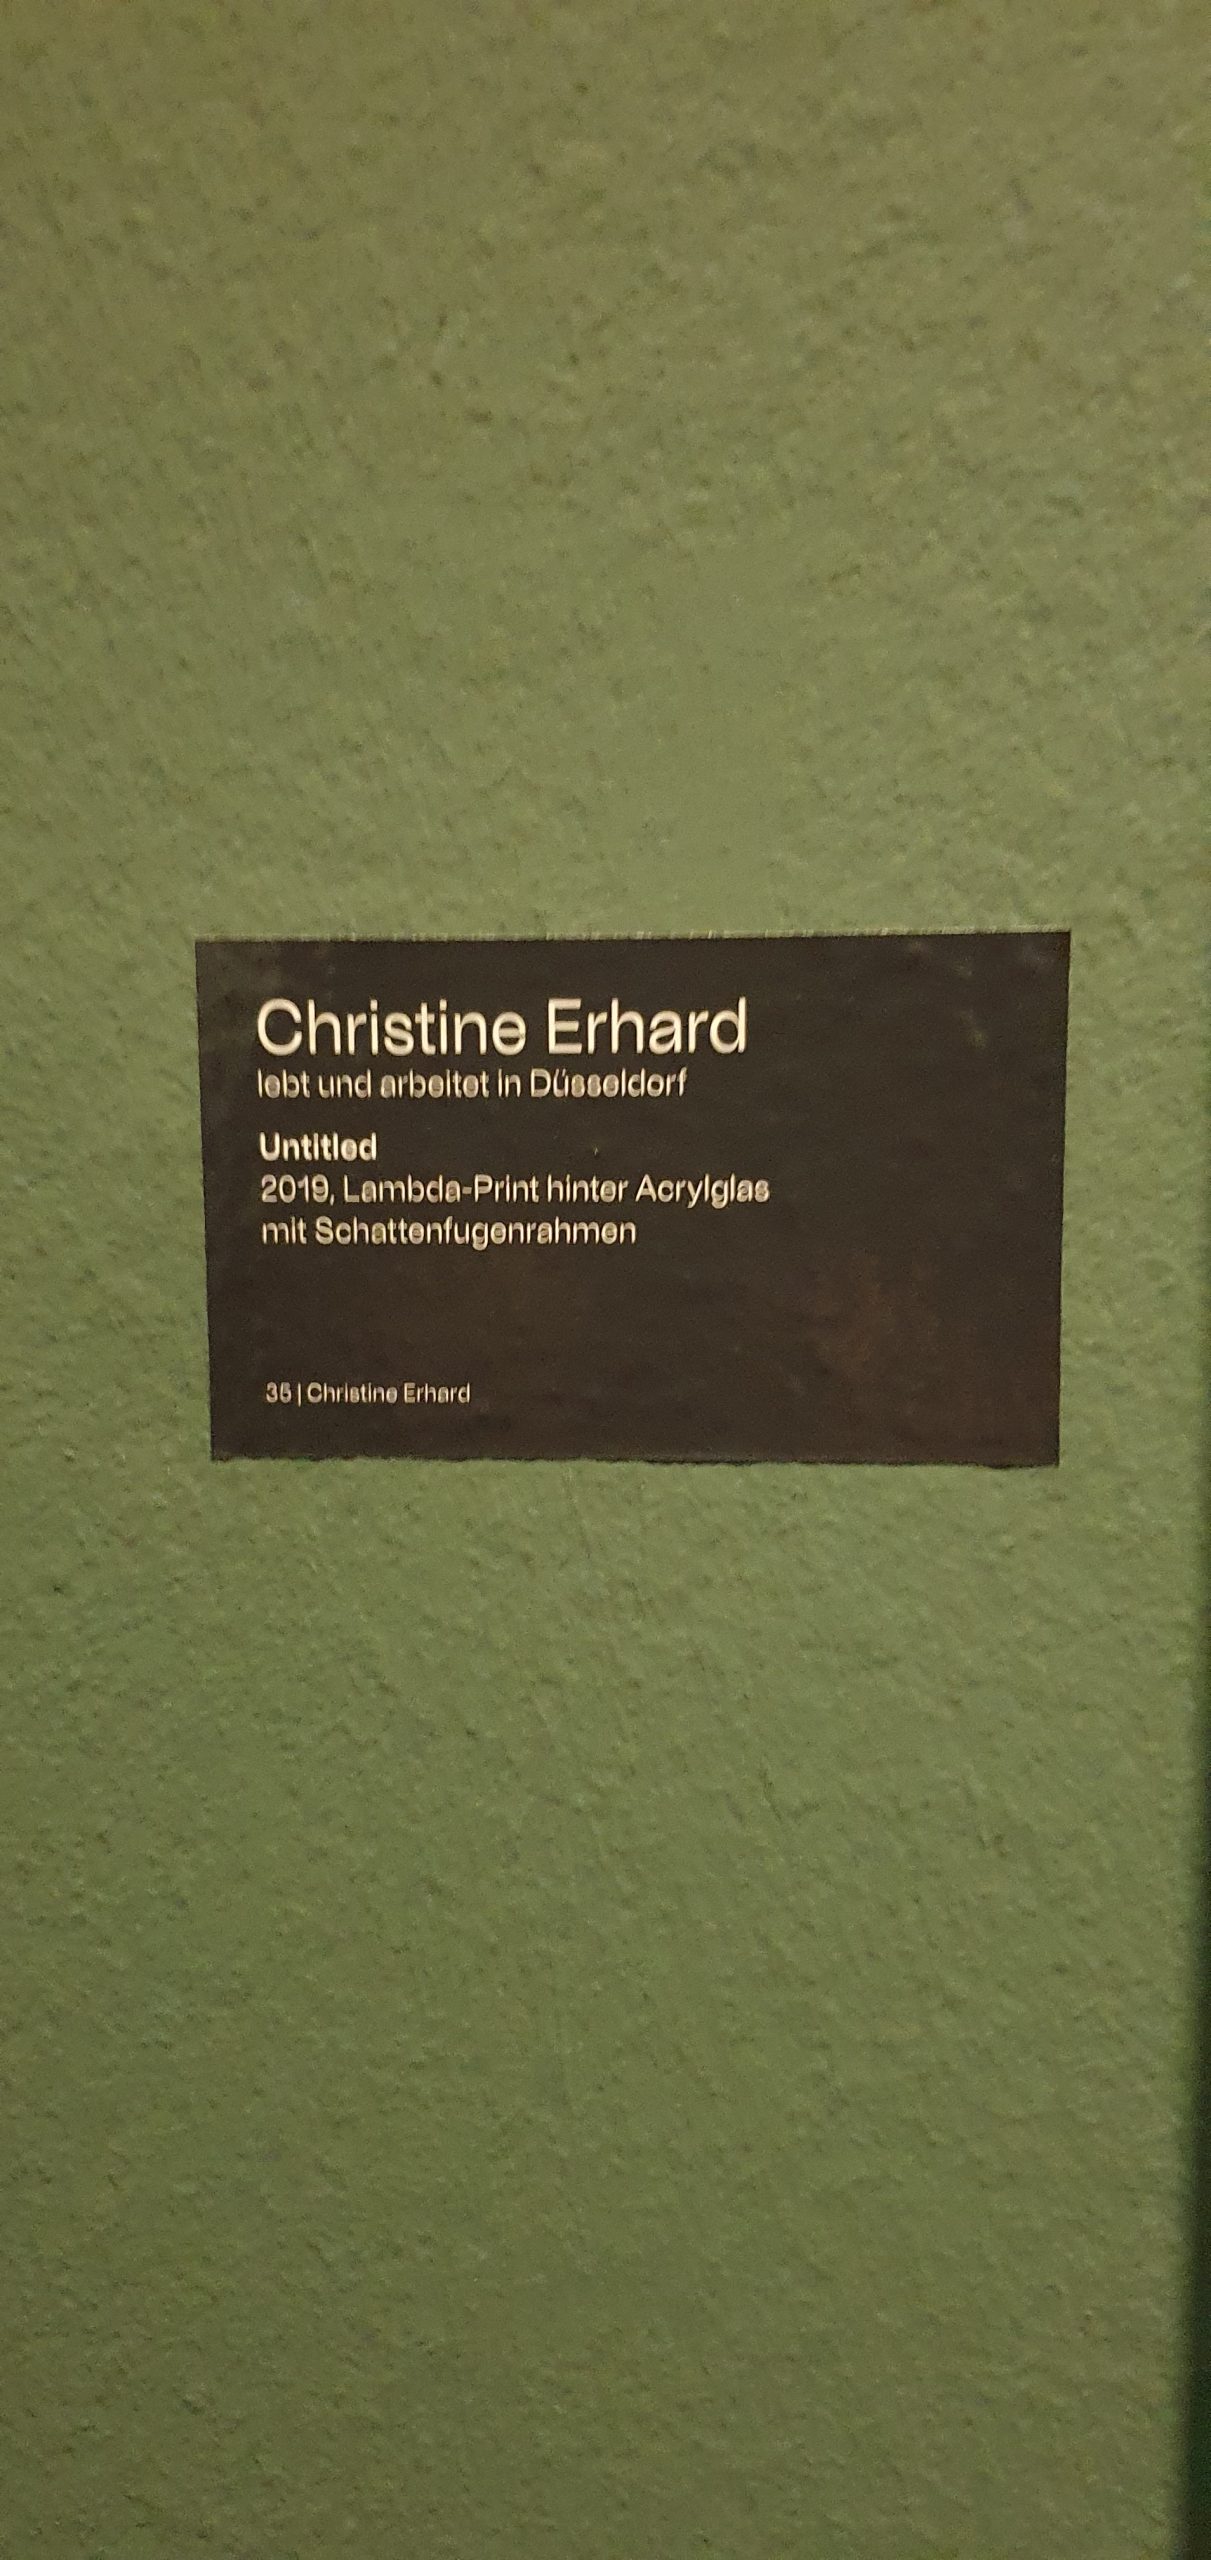 Christine Erhard
lebt und arbeitet in Düsseldorf
Untitled
2019, Lambda-Print hinter Acrylglas
mit Schattenfugenrahmen
35 | Christine Erhard